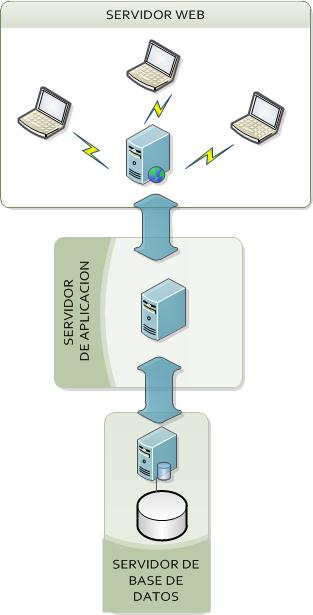 SERVIDOR WEB
SERVIDOR
DE APLICACION
SERVIDOR DE
BASE DE
DATOS